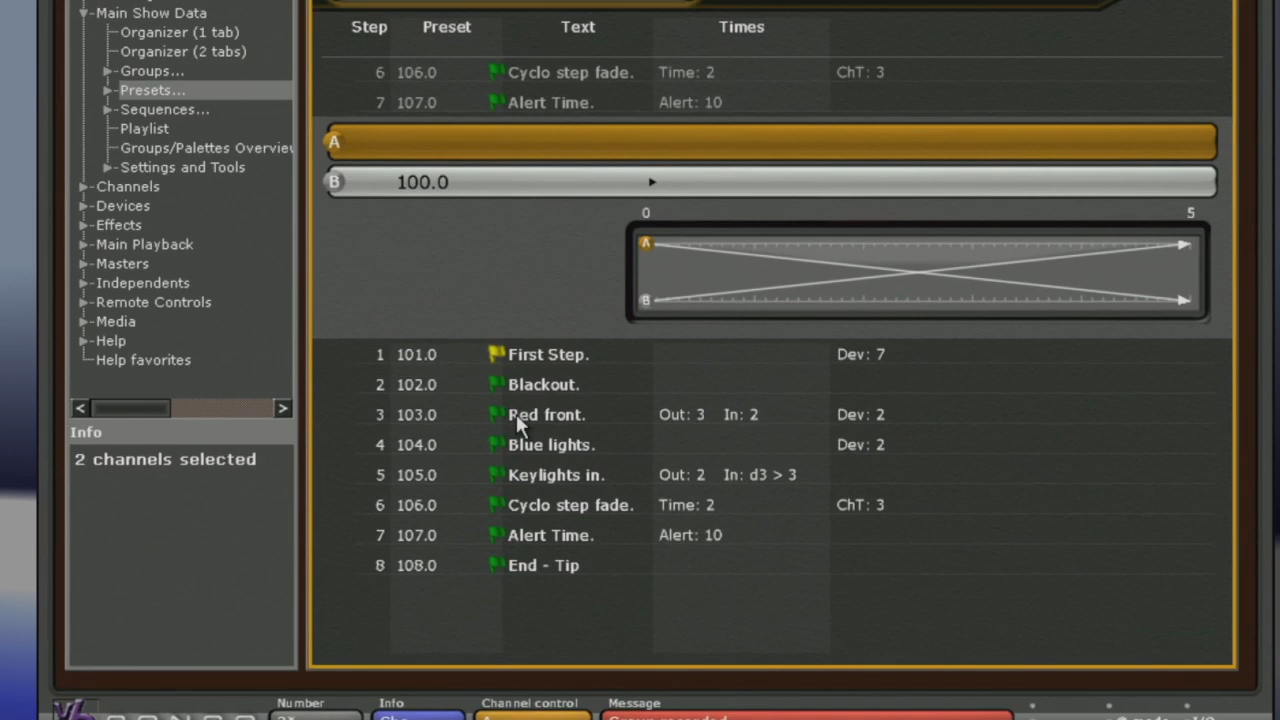 Main Show Data
Organizer (1 tab)
Organizer (2 tabs)
Groups...
Presets...
Sequences...
Playlist
Groups/Palettes Overvie
Settings and Tools
Channels
Devices
Effects
Main Playback
Masters
Independents
Remote Controls
Media
Help
Help favorites
Info
2 channels selected
Step Preset Text Times
6 106.0 Cyclo step fade. Time: 2 ChT: 3
7 107.0 Alert Time. Alert: 10
A
B 100.0
0 5
A
B
1 101.0 First Step. Dev: 7
2 102.0 Blackout.
3 103.0 Red front. Out: 3 In: 2 Dev: 2
4 104.0 Blue lights. Dev: 2
5 105.0 Keylights in. Out: 2 In: d3 > 3
6 106.0 Cyclo step fade. Time: 2 ChT: 3
7 107.0 Alert Time. Alert: 10
8 108.0 End - Tip
Number Info Channel control Message
Group recorded